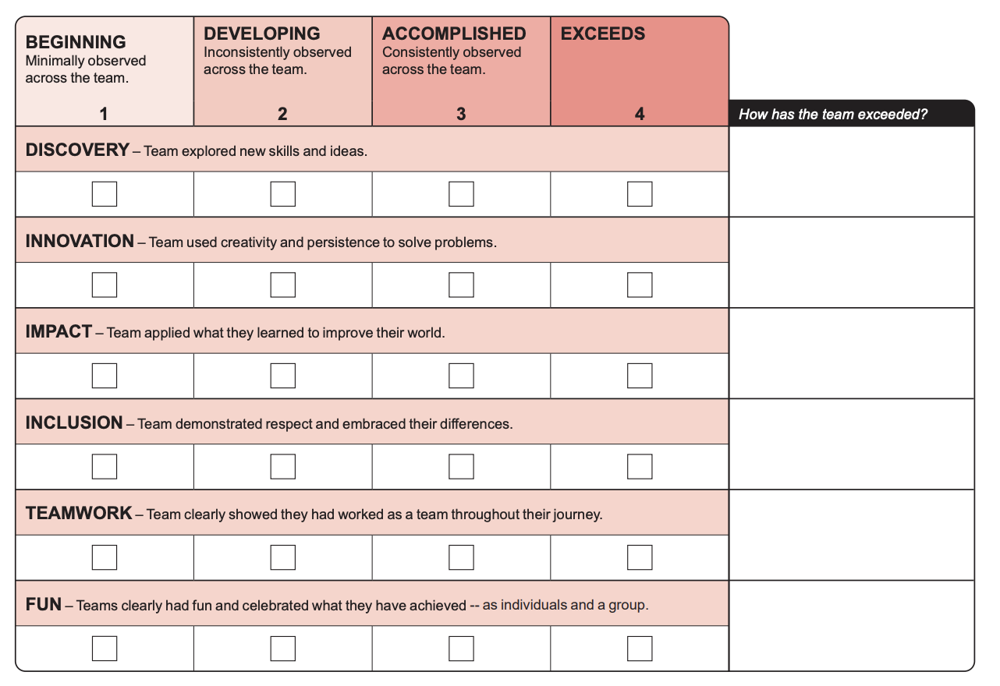 BEGINNING
Minimally observed
across the team.
1
DEVELOPING
Inconsistently observed
across the team.
2
ACCOMPLISHED
Consistently observed
across the team.
3
EXCEEDS
4
How has the team exceeded?
DISCOVERY – Team explored new skills and ideas.
INNOVATION – Team used creativity and persistence to solve problems.
IMPACT – Team applied what they learned to improve their world.
INCLUSION – Team demonstrated respect and embraced their differences.
TEAMWORK – Team clearly showed they had worked as a team throughout their journey.
FUN – Teams clearly had fun and celebrated what they have achieved -- as individuals and a group.